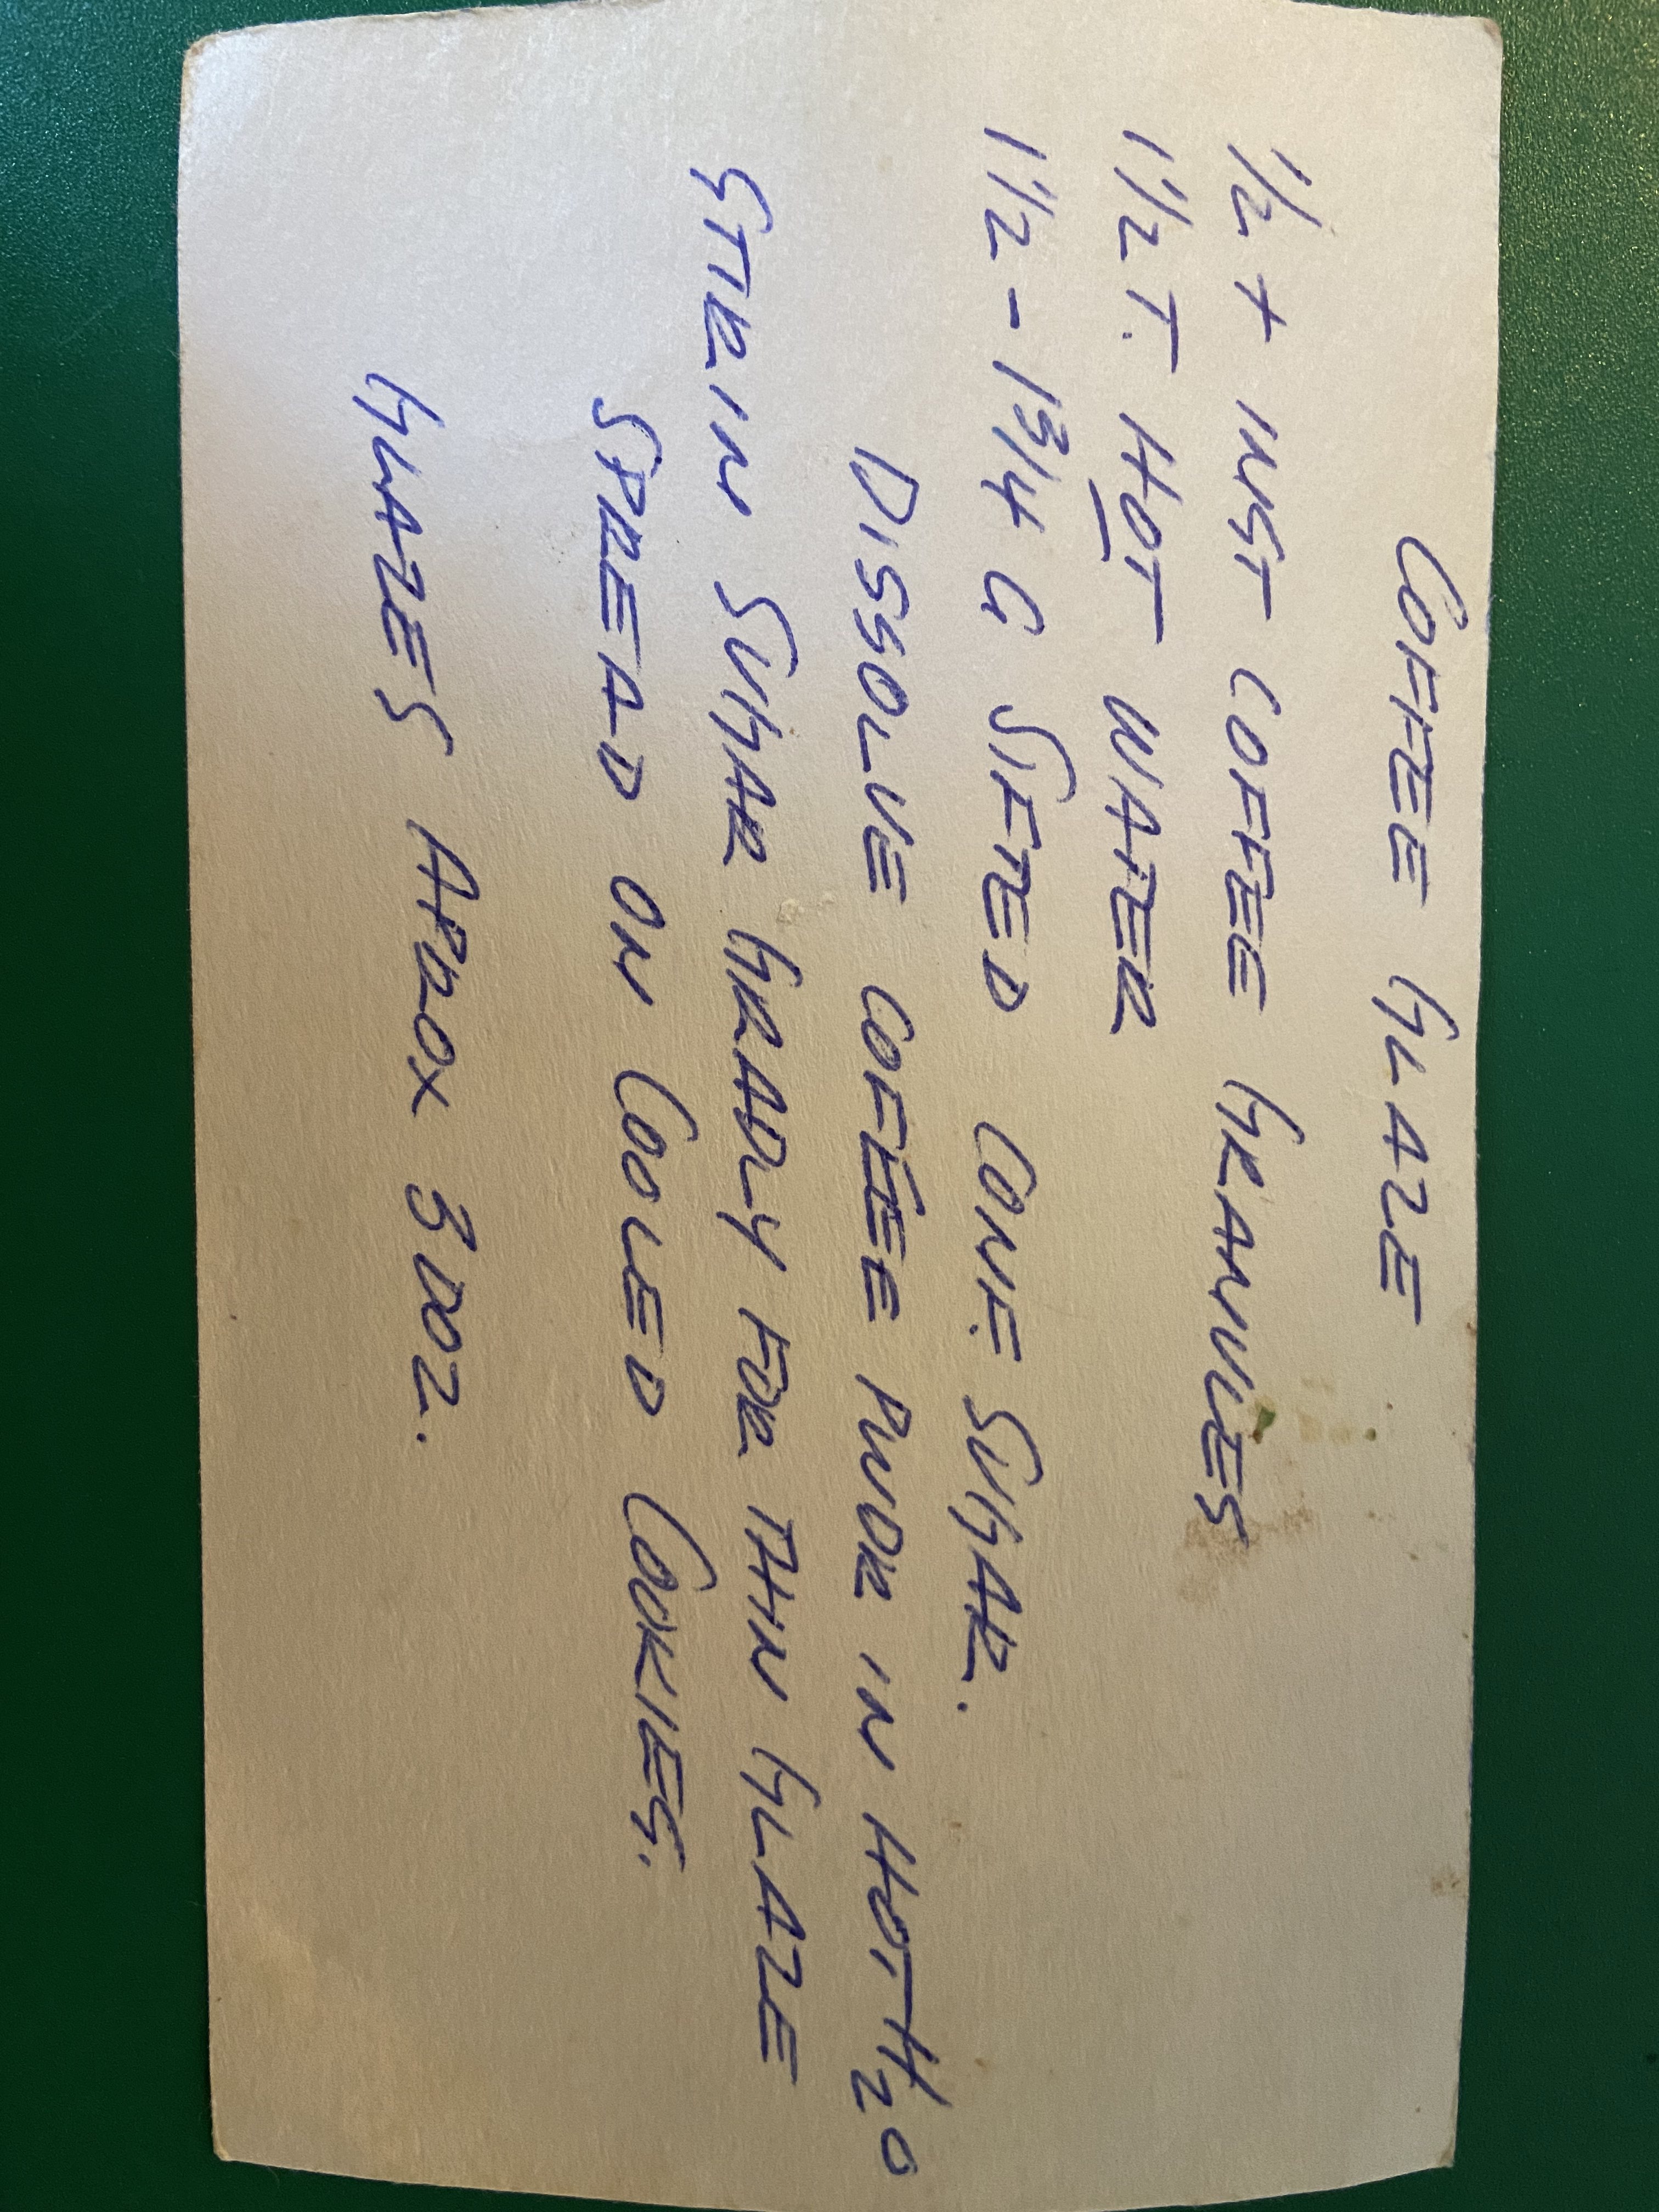 COFFEE GLAZE
1/2 t INST COFFEE GRANULES
1 1/2 T. HOT WATER
1 1/2 - 1 3/4 C SIFTED CONF. SUGAR.
DISSOLVE COFFEE PWDR IN HOT H2O
STIR IN SUGAR GRADLY FOR THIN GLAZE
SPREAD ON COOLED COOKIES.
GLAZES APROX 3 DOZ.